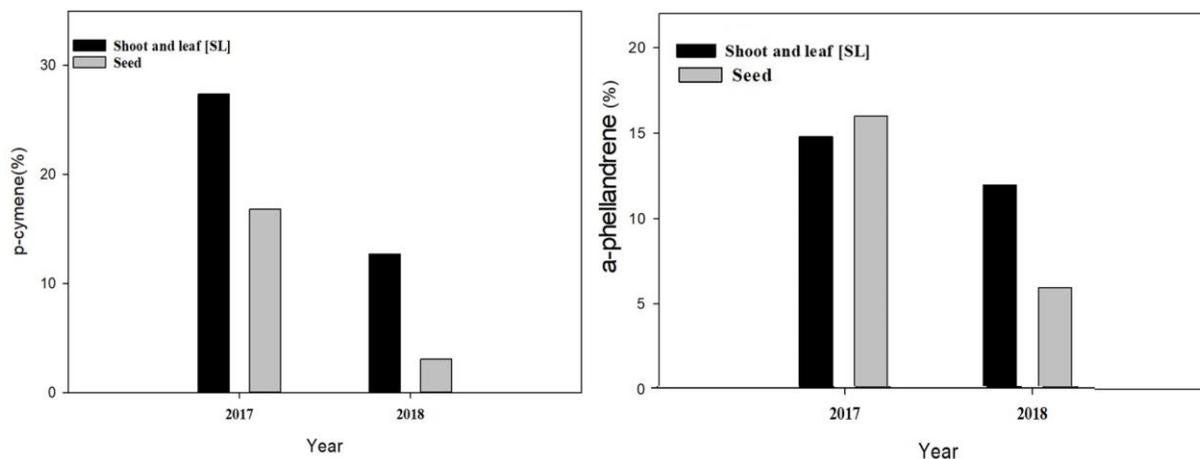 Shoot and leaf [SL]
Seed
30
20
10
0
p-cymene(%)
2017
2018
Year
Shoot and leaf [SL]
Seed
20
15
10
5
0
a-phellandrene (%)
2017
2018
Year